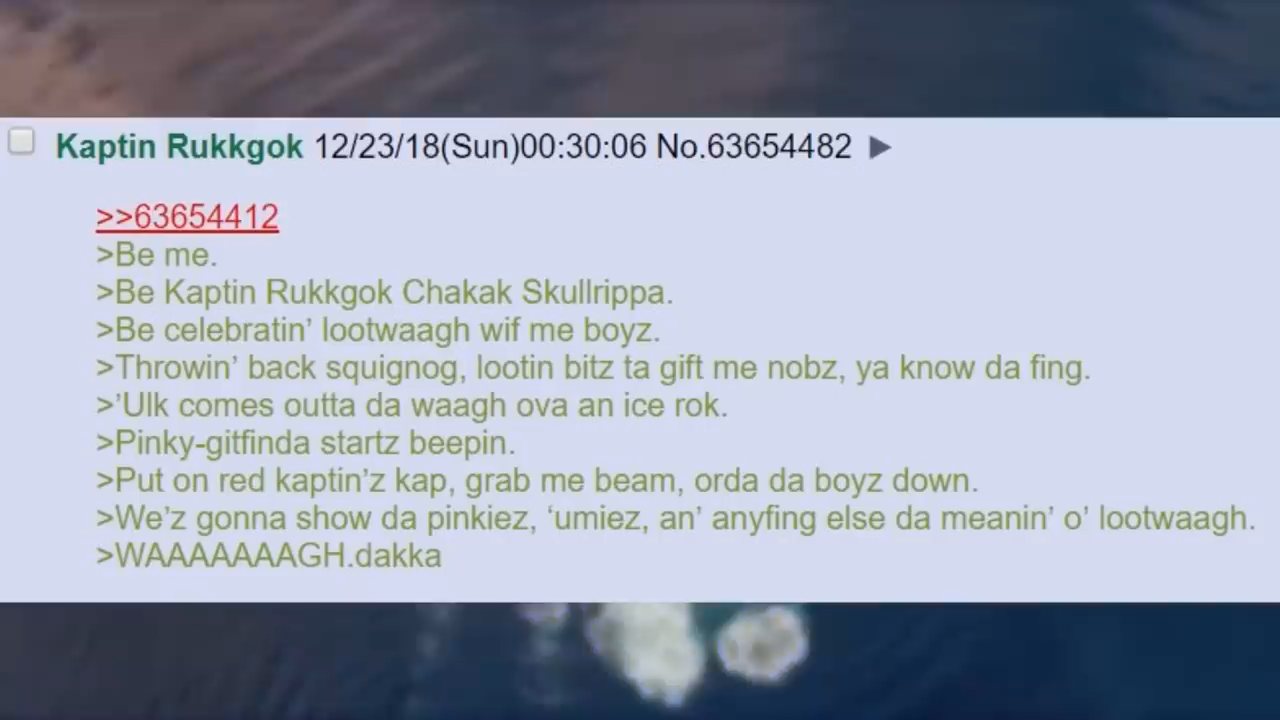 Kaptin Rukkgok 12/23/18(Sun)00:30:06 No.63654482 ▶
>>63654412
>Be me.
>Be Kaptin Rukkgok Chakak Skullrippa.
>Be celebratin’ lootwaagh wif me boyz.
>Throwin’ back squignog, lootin bitz ta gift me nobz, ya know da fing.
>’Ulk comes outta da waagh ova an ice rok.
>Pinky-gitfinda startz beepin.
>Put on red kaptin’z kap, grab me beam, orda da boyz down.
>We’z gonna show da pinkiez, ‘umiez, an’ anyfing else da meanin’ o’ lootwaagh.
>WAAAAAAAGH.dakka